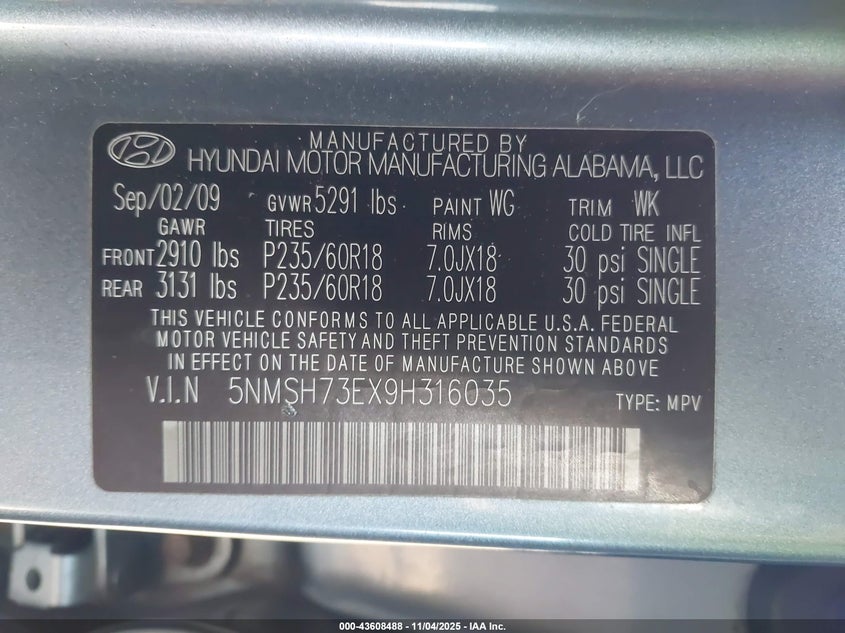 MANUFACTURED BY
HYUNDAI MOTOR MANUFACTURING ALABAMA, LLC
Sep/02/09 GVWR 5291 lbs PAINT WG TRIM WK
GAWR TIRES RIMS COLD TIRE INFL
FRONT 2910 lbs P235/60R18 7.0JX18 30 psi SINGLE
REAR 3131 lbs P235/60R18 7.0JX18 30 psi SINGLE
THIS VEHICLE CONFORMS TO ALL APPLICABLE U.S.A. FEDERAL
MOTOR VEHICLE SAFETY AND THEFT PREVENTION STANDARDS
IN EFFECT ON THE DATE OF MANUFACTURE SHOWN ABOVE
V.I.N 5NMSH73EX9H316035 TYPE: MPV
000-43608488 - 11/04/2025 - IAA Inc.